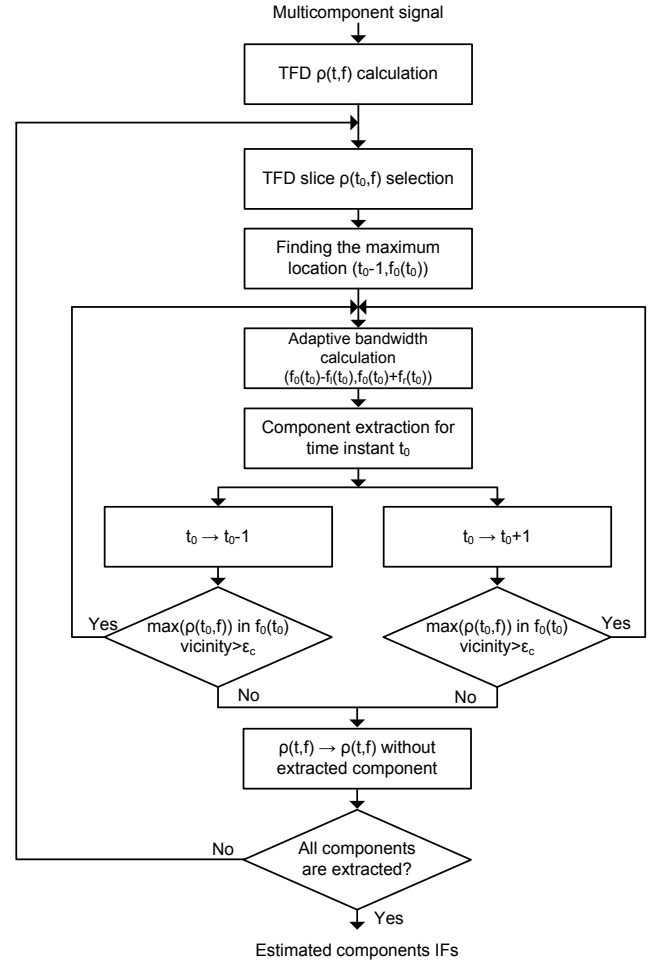 Multicomponent signal
TFD ρ(t,f) calculation
TFD slice ρ(t₀,f) selection
Finding the maximum
location (t₀-1,f₀(t₀))
Adaptive bandwidth
calculation
(f₀(t₀)-fₗ(t₀),f₀(t₀)+fᵣ(t₀))
Component extraction for
time instant t₀
t₀ → t₀-1
t₀ → t₀+1
Yes
max(ρ(t₀,f)) in f₀(t₀)
vicinity>ε_c
No
max(ρ(t₀,f)) in f₀(t₀)
vicinity>ε_c
Yes
No
ρ(t,f) → ρ(t,f) without
extracted component
No
All components
are extracted?
Yes
Estimated components IFs